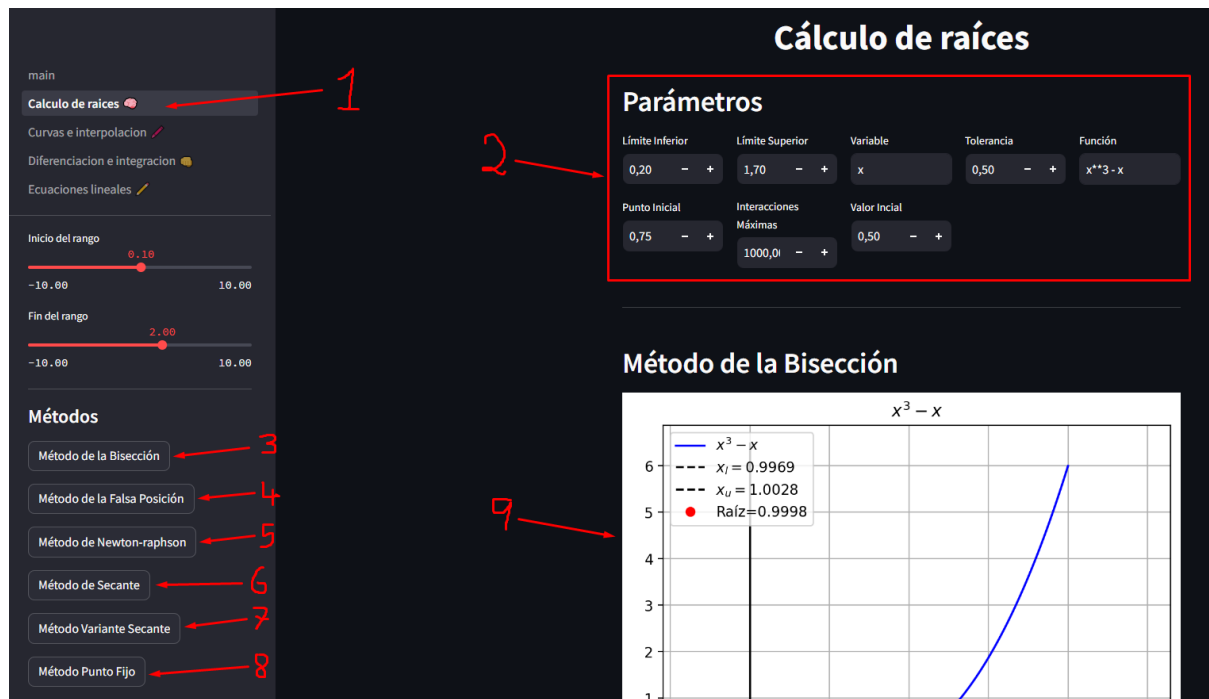 main
Calculo de raices 🧠
Curvas e interpolacion
Diferenciacion e integracion
Ecuaciones lineales
Inicio del rango
0.10
-10.00 10.00
Fin del rango
2.00
-10.00 10.00
Métodos
Método de la Bisección
Método de la Falsa Posición
Método de Newton-raphson
Método de Secante
Método Variante Secante
Método Punto Fijo
1
2
3
4
5
6
7
8
9
Cálculo de raíces
Parámetros
Límite Inferior Límite Superior Variable Tolerancia Función
0,20 - + 1,70 - + x 0,50 - + x**3 - x
Punto Inicial Interacciones Máximas Valor Incial
0,75 - + 1000,0 - + 0,50 - +
Método de la Bisección
x³ − x
x³ − x
xₗ = 0.9969
xᵤ = 1.0028
Raíz=0.9998
6
5
4
3
2
1